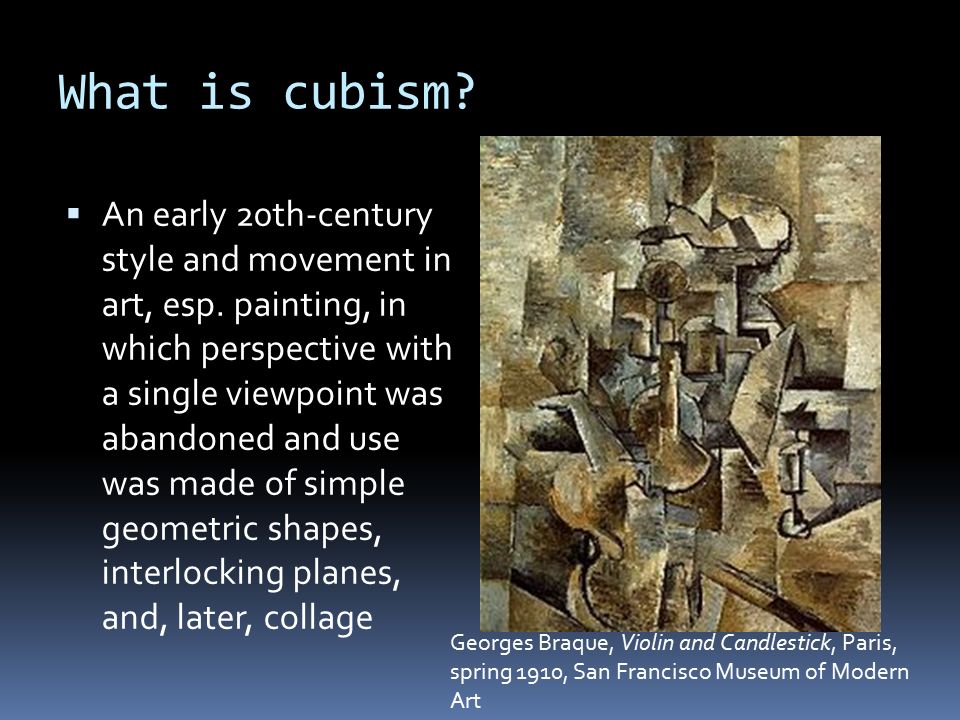 What is cubism?
▪ An early 20th-century
style and movement in
art, esp. painting, in
which perspective with
a single viewpoint was
abandoned and use
was made of simple
geometric shapes,
interlocking planes,
and, later, collage
Georges Braque, Violin and Candlestick, Paris,
spring 1910, San Francisco Museum of Modern
Art